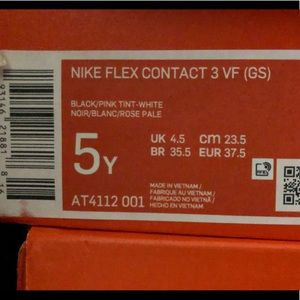 NIKE FLEX CONTACT 3 VF (GS)
BLACK/PINK TINT-WHITE
NOIR/BLANC/ROSE PALE
5Y
UK 4.5 cm 23.5
BR 35.5 EUR 37.5
AT4112 001
MADE IN VIETNAM /
FABRIQUE AU VIETNAM /
FABRICADO NO VIETNÃ /
HECHO EN VIETNAM